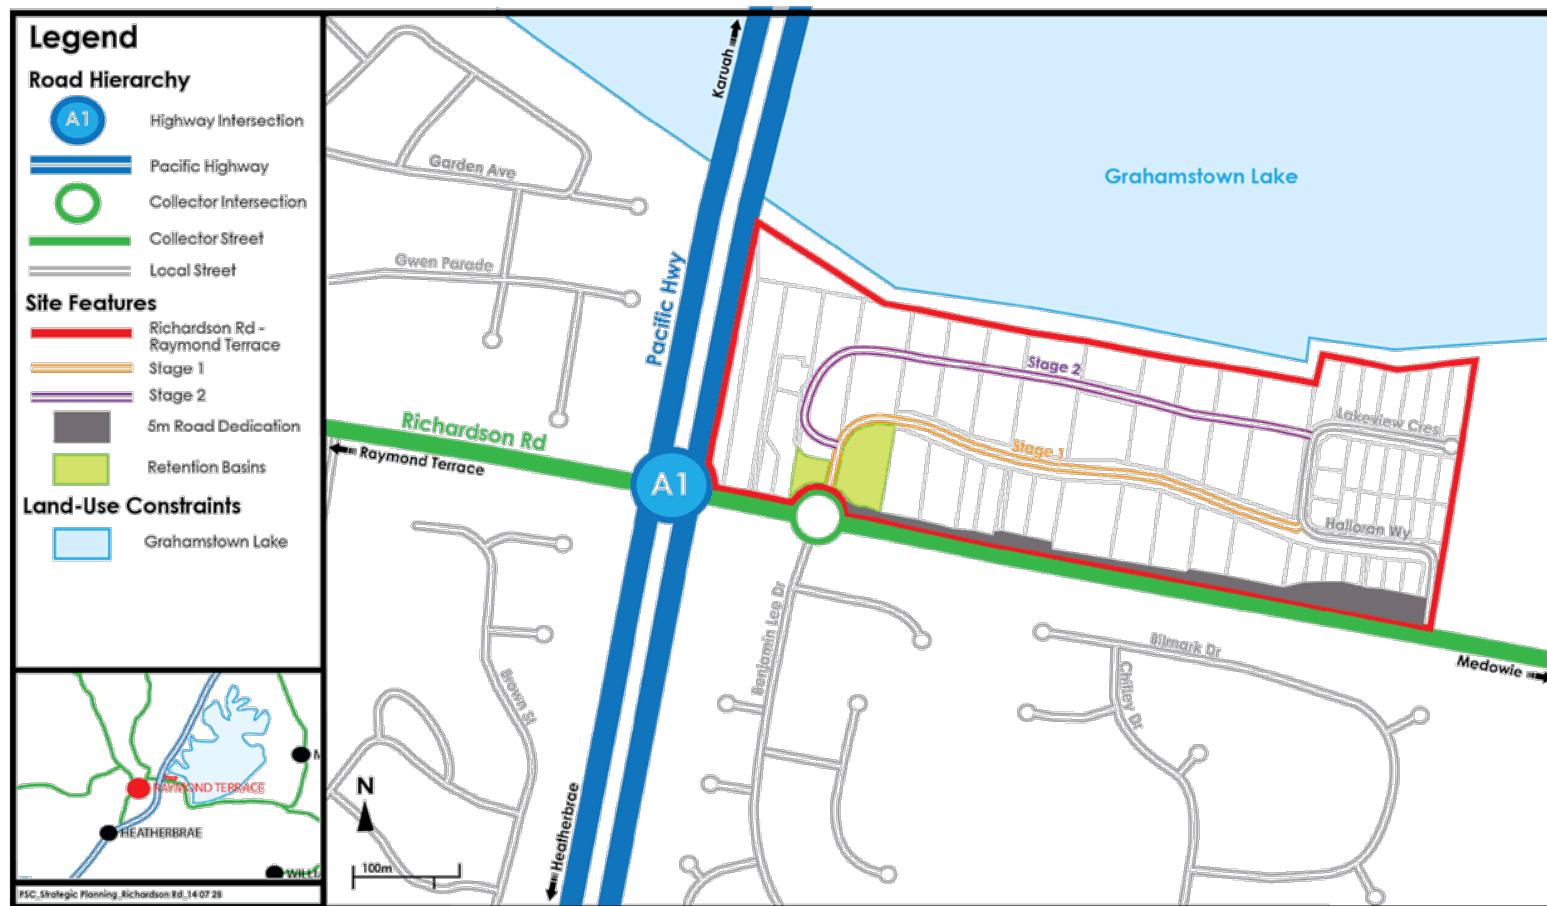 Legend
Road Hierarchy
A1
Highway Intersection
Pacific Highway
Collector Intersection
Collector Street
Local Street
Site Features
Richardson Rd -
Raymond Terrace
Stage 1
Stage 2
5m Road Dedication
Retention Basins
Land-Use Constraints
Grahamstown Lake
RAYMOND TERRACE
HEATHERBRAE
PSC_Strategic Planning_Richardson Rd_14 07 28
Karuah
Garden Ave
Grahamstown Lake
Gwen Parade
Pacific Hwy
Stage 2
Lakeview Cres
Richardson Rd
Raymond Terrace
A1
Stage 1
Halloran Wy
Benjamin Lee Dr
Bilmark Dr
Medowie
Chifley Dr
Brown St
N
100m
Heatherbrae